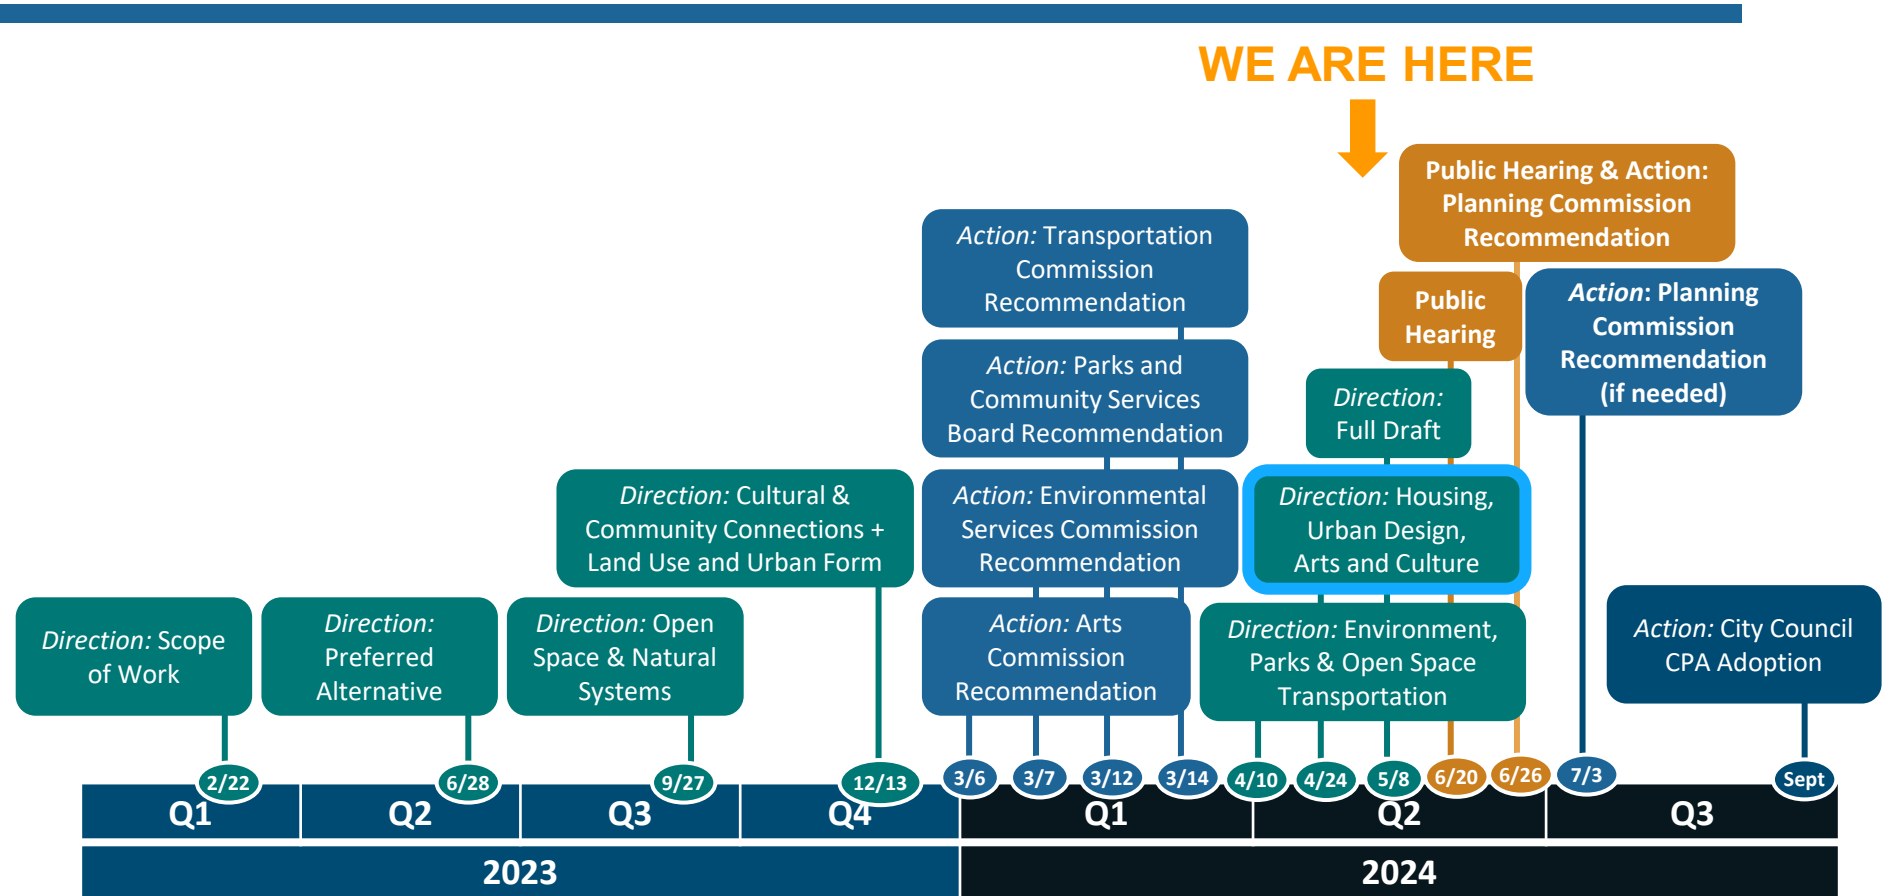 WE ARE HERE
Public Hearing & Action:
Planning Commission
Recommendation
Action: Transportation
Commission
Recommendation
Public
Hearing
Action: Planning
Commission
Recommendation
(if needed)
Action: Parks and
Community Services
Board Recommendation
Direction:
Full Draft
Direction: Cultural &
Community Connections +
Land Use and Urban Form
Action: Environmental
Services Commission
Recommendation
Direction: Housing,
Urban Design,
Arts and Culture
Direction: Scope
of Work
Direction:
Preferred
Alternative
Direction: Open
Space & Natural
Systems
Action: Arts
Commission
Recommendation
Direction: Environment,
Parks & Open Space
Transportation
Action: City Council
CPA Adoption
2/22 6/28 9/27 12/13 3/6 3/7 3/12 3/14 4/10 4/24 5/8 6/20 6/26 7/3 Sept
Q1 Q2 Q3 Q4 Q1 Q2 Q3
2023 2024